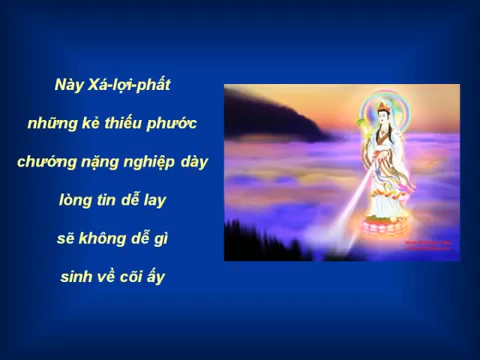 Này Xá-lợi-phất
những kẻ thiếu phước
chướng nặng nghiệp dày
lòng tin dễ lay
sẽ không dễ gì
sinh về cõi ấy